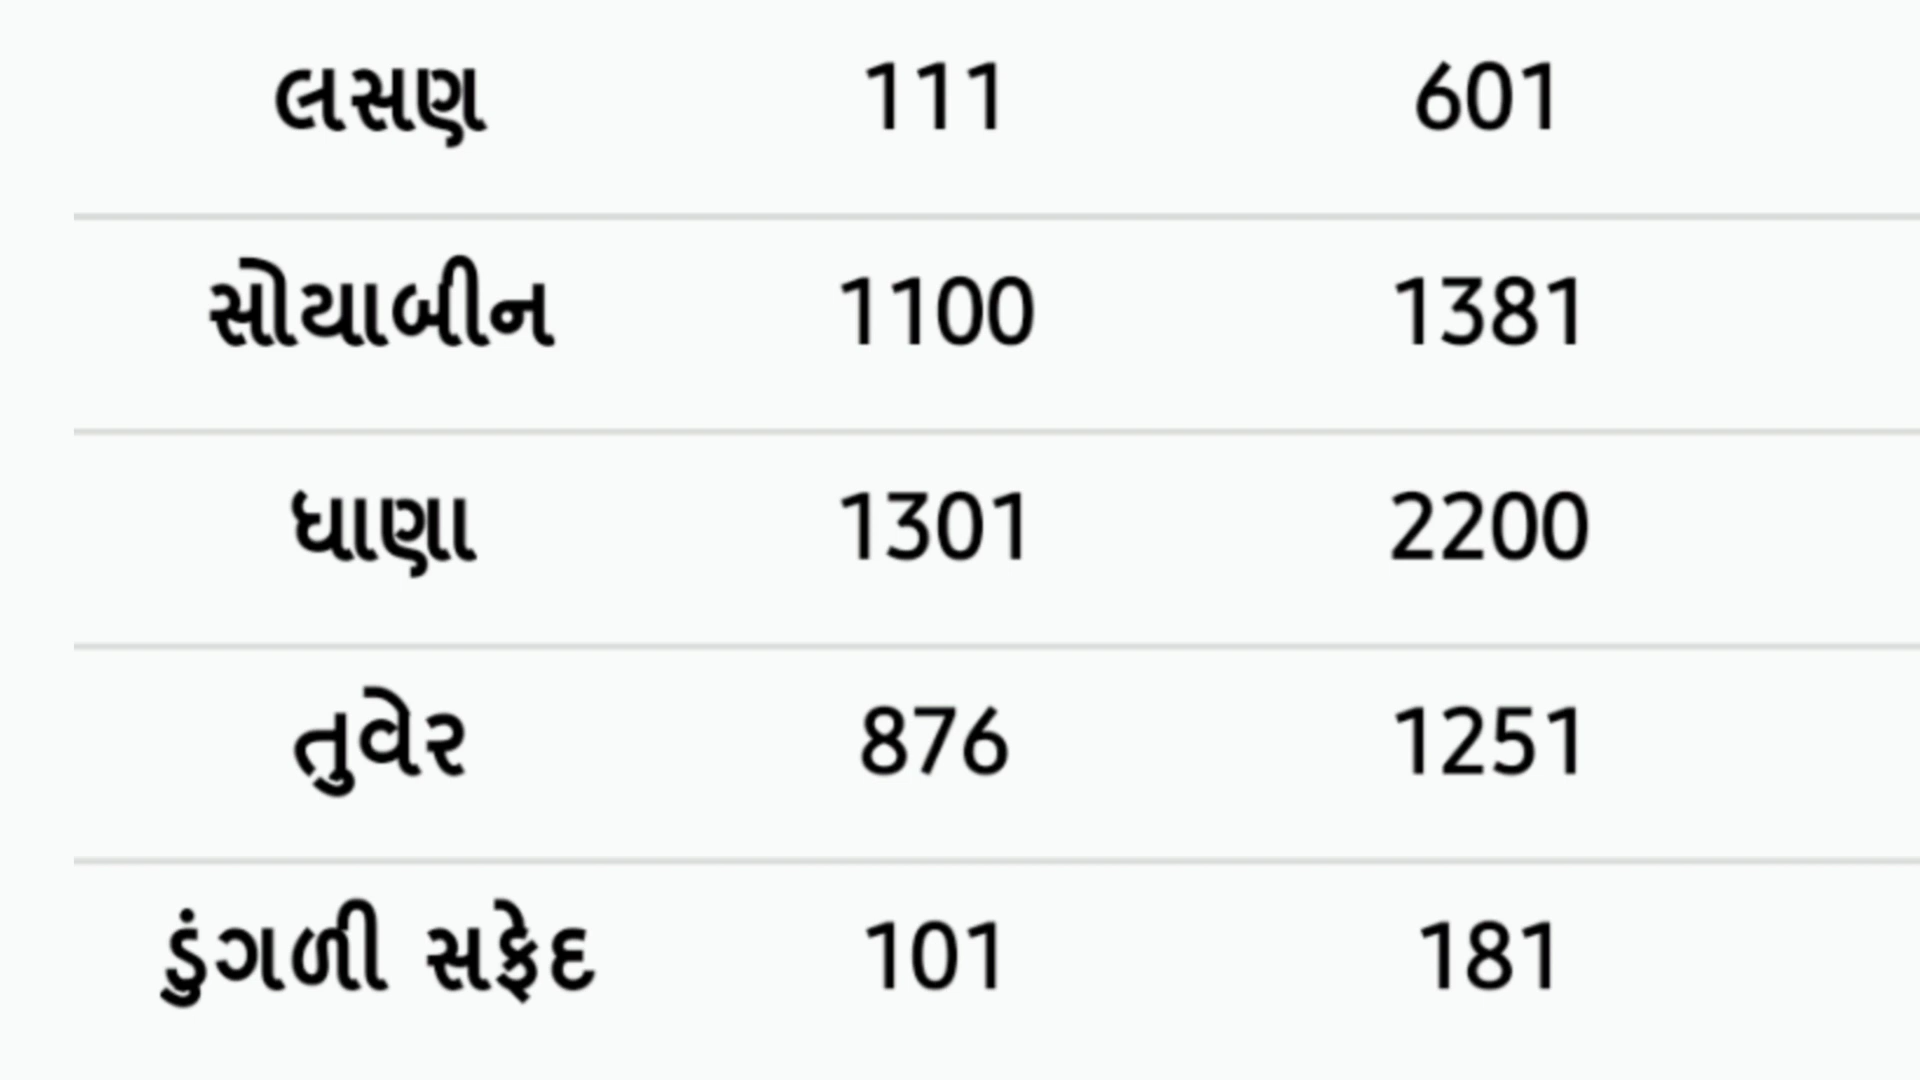 લસણ 111 601
સોયાબીન 1100 1381
ધાણા 1301 2200
તુવેર 876 1251
ડુંગળી સફેદ 101 181